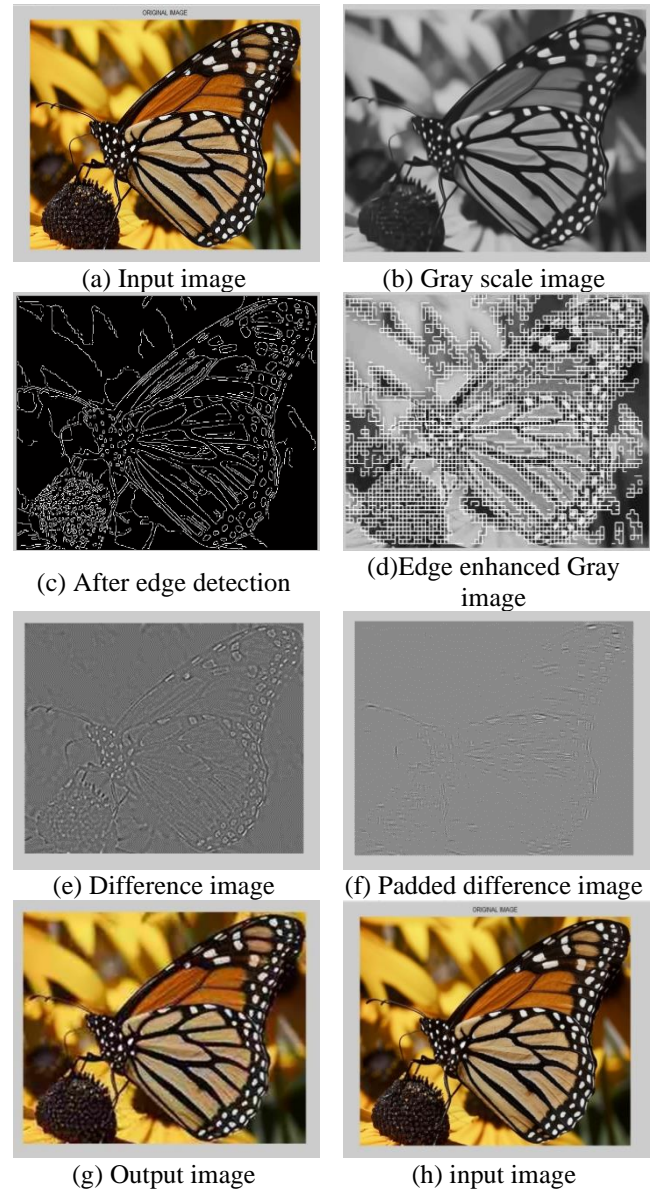 ORIGINAL IMAGE
(a) Input image
(b) Gray scale image
(c) After edge detection
(d)Edge enhanced Gray
image
(e) Difference image
(f) Padded difference image
ORIGINAL IMAGE
(g) Output image
(h) input image